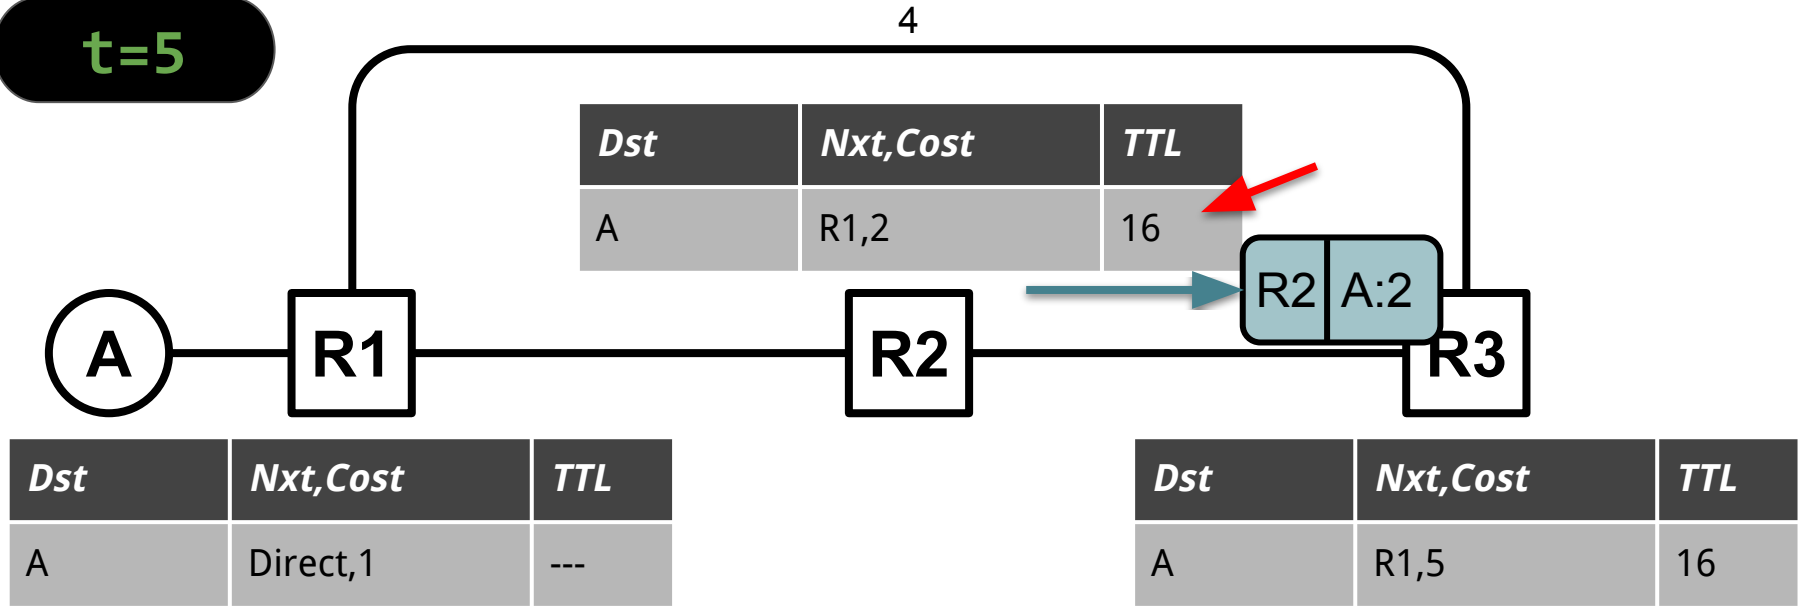 4
t=5
Dst Nxt,Cost TTL
A R1,2 16
R2 A:2
A R1 R2 R3
Dst Nxt,Cost TTL
A Direct,1 ---
Dst Nxt,Cost TTL
A R1,5 16